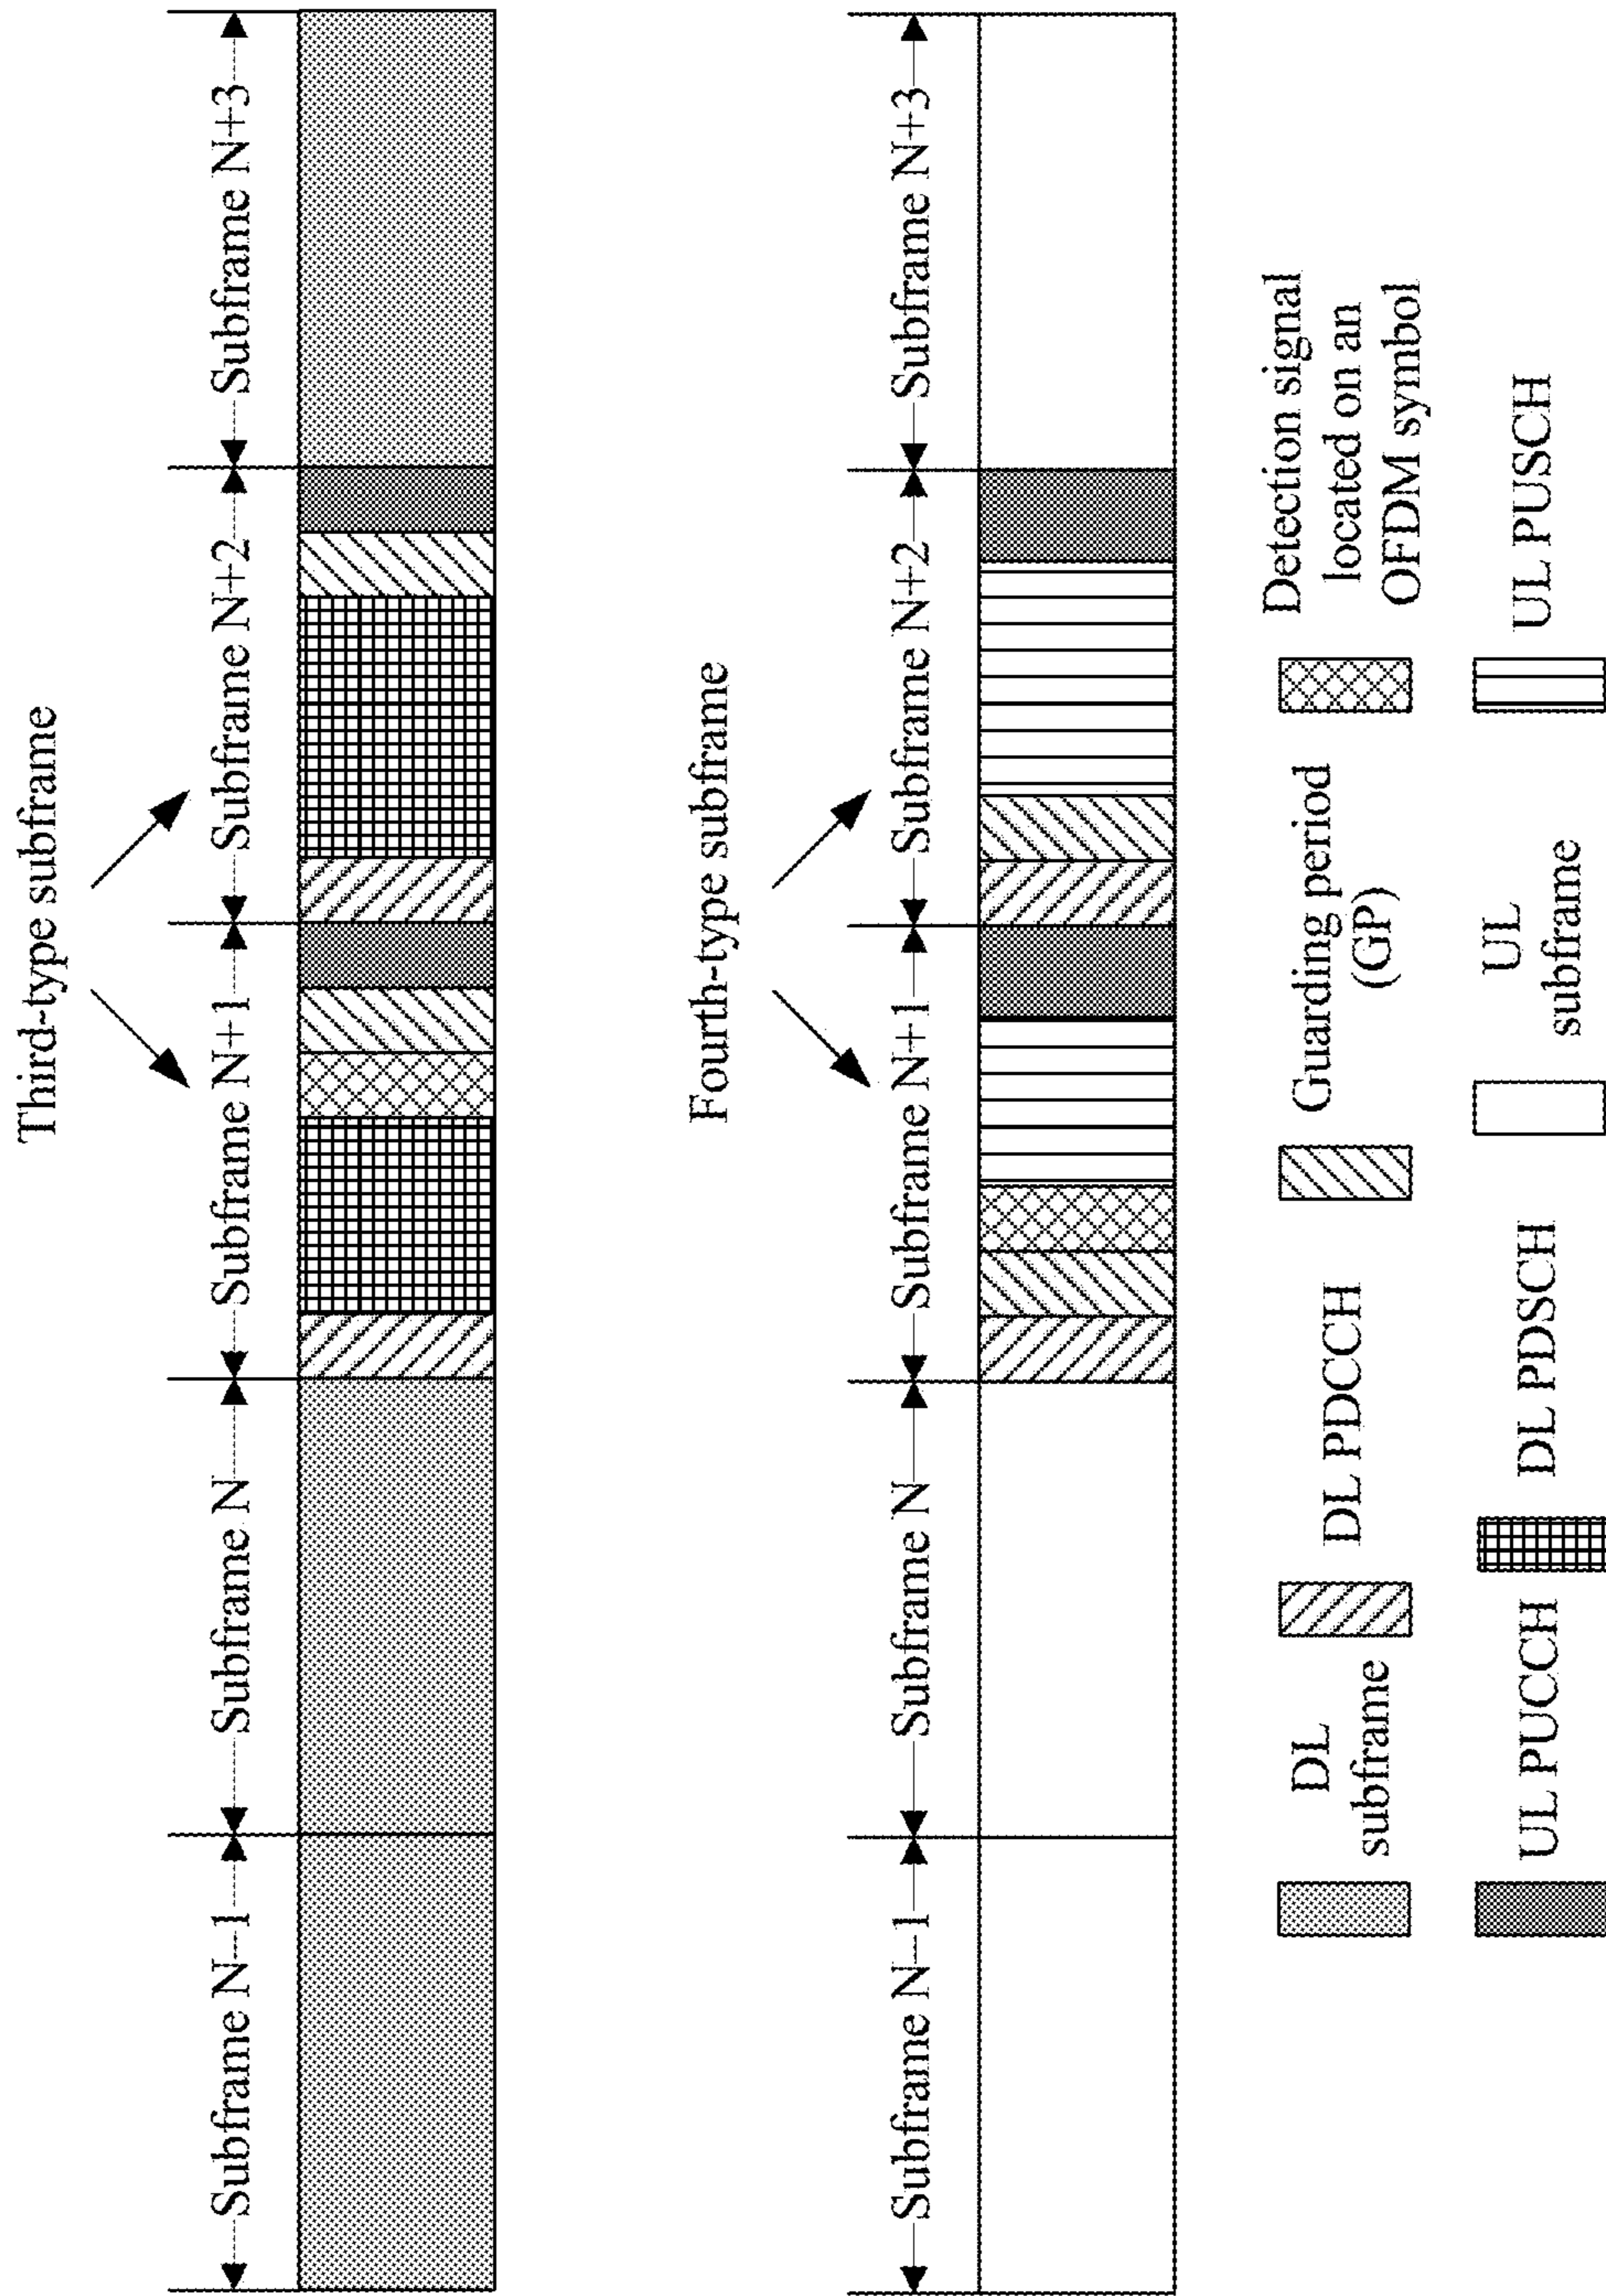 Third-type subframe
Subframe N-1
Subframe N
Subframe N+1
Subframe N+2
Subframe N+3
Fourth-type subframe
Subframe N-1
Subframe N
Subframe N+1
Subframe N+2
Subframe N+3
DL
subframe
DL PDCCH
Guarding period
(GP)
Detection signal
located on an
OFDM symbol
UL PUCCH
DL PDSCH
UL
subframe
UL PUSCH